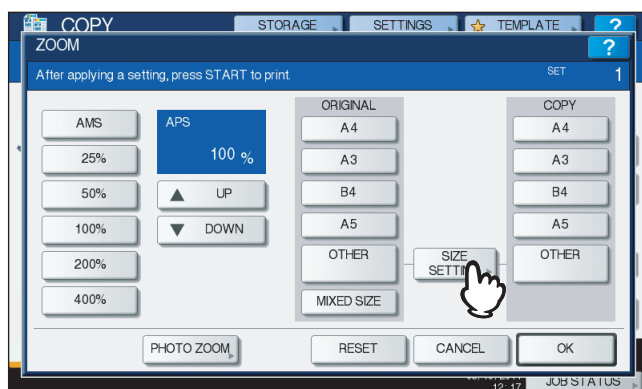 COPY
STORAGE SETTINGS TEMPLATE ?
ZOOM ?
After applying a setting, press START to print. SET 1
ORIGINAL COPY
AMS APS A4 A4
25% 100 % A3 A3
50% UP B4 B4
100% DOWN A5 A5
200% OTHER SIZE OTHER
400% MIXED SIZE
PHOTO ZOOM RESET CANCEL OK
12:17 JOB STATUS